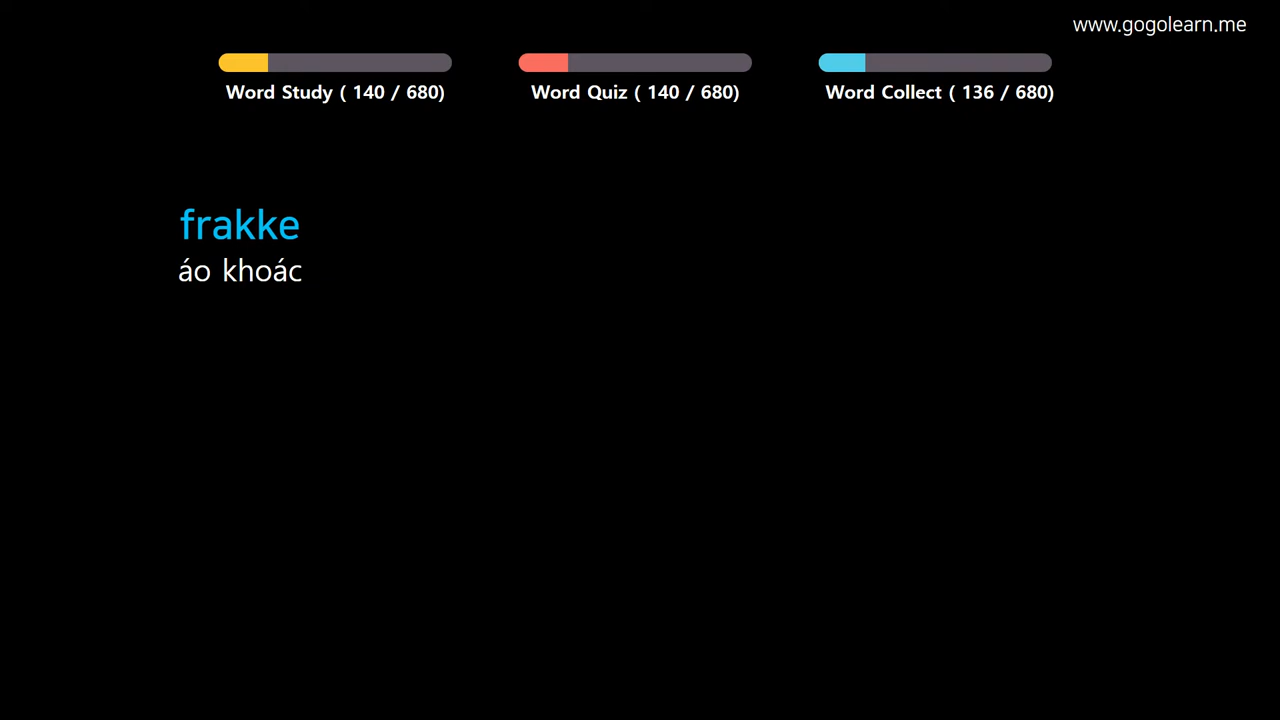 www.gogolearn.me
Word Study ( 140 / 680)
Word Quiz ( 140 / 680)
Word Collect ( 136 / 680)
frakke
áo khoác